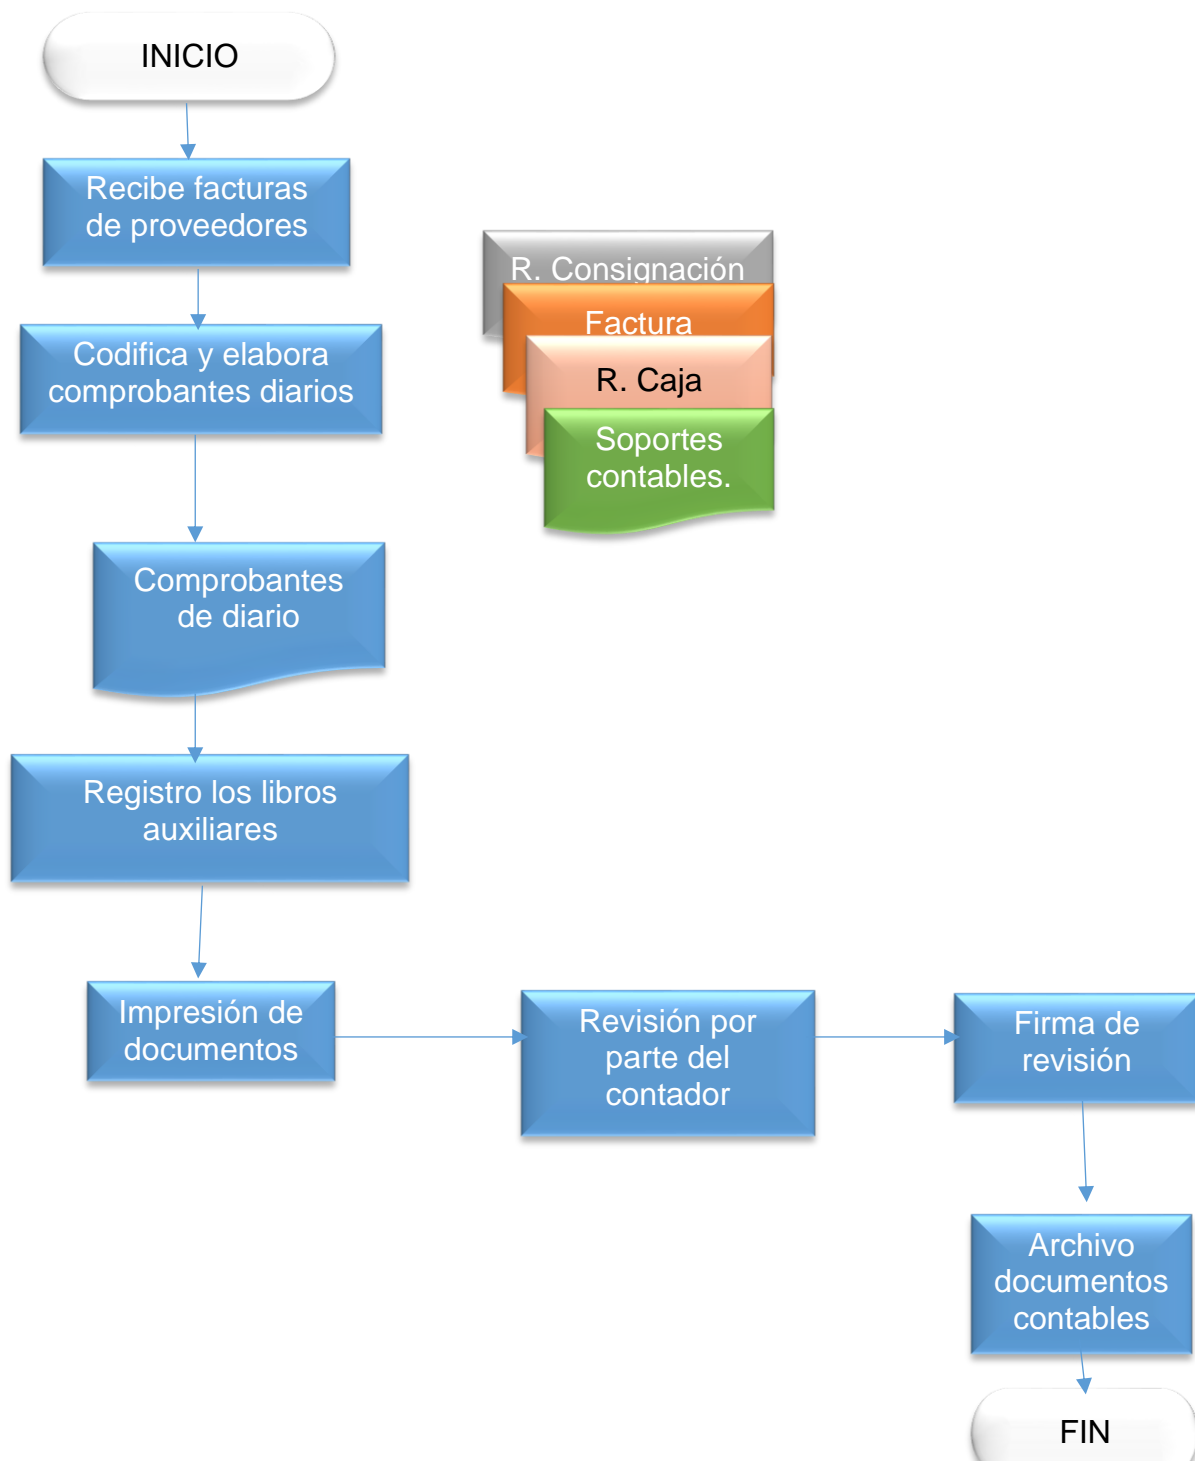 INICIO
Recibe facturas
de proveedores
R. Consignación
Factura
R. Caja
Soportes
contables.
Codifica y elabora
comprobantes diarios
Comprobantes
de diario
Registro los libros
auxiliares
Impresión de
documentos
Revisión por
parte del
contador
Firma de
revisión
Archivo
documentos
contables
FIN